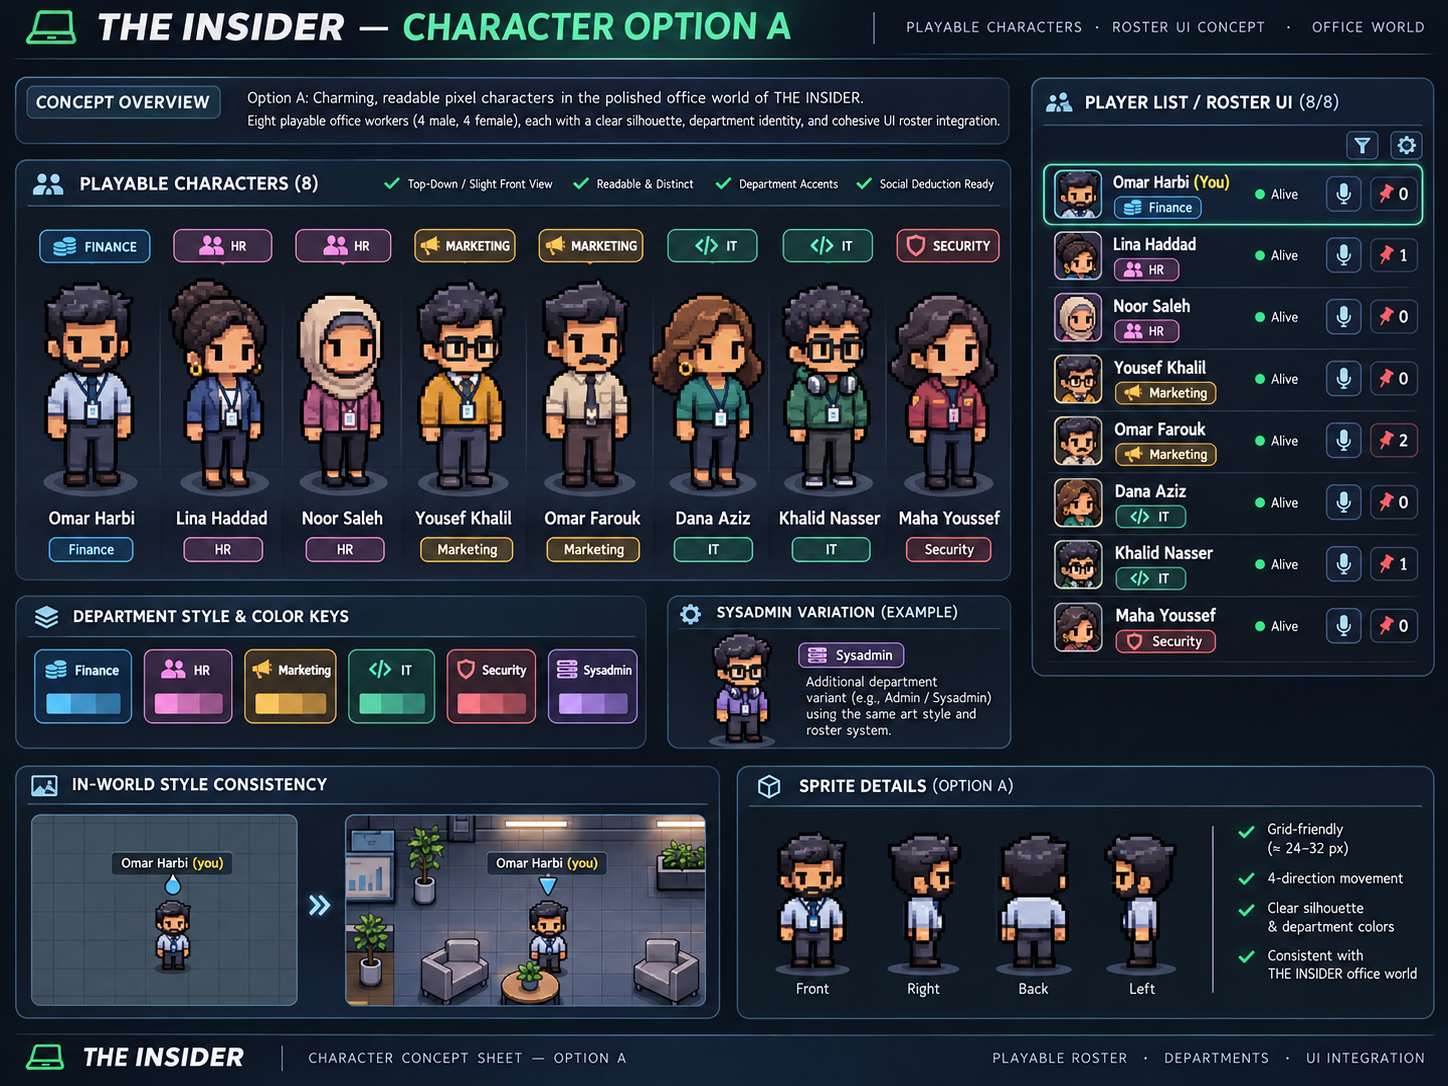 THE INSIDER — CHARACTER OPTION A
PLAYABLE CHARACTERS · ROSTER UI CONCEPT · OFFICE WORLD
CONCEPT OVERVIEW
Option A: Charming, readable pixel characters in the polished office world of THE INSIDER.
Eight playable office workers (4 male, 4 female), each with a clear silhouette, department identity, and cohesive UI roster integration.
PLAYABLE CHARACTERS (8)
Top-Down / Slight Front View
Readable & Distinct
Department Accents
Social Deduction Ready
FINANCE
HR
HR
MARKETING
MARKETING
</> IT
</> IT
SECURITY
Omar Harbi
Lina Haddad
Noor Saleh
Yousef Khalil
Omar Farouk
Dana Aziz
Khalid Nasser
Maha Youssef
Finance
HR
HR
Marketing
Marketing
IT
IT
Security
PLAYER LIST / ROSTER UI (8/8)
Omar Harbi (You)
Finance
Alive
0
Lina Haddad
HR
Alive
1
Noor Saleh
HR
Alive
0
Yousef Khalil
Marketing
Alive
0
Omar Farouk
Marketing
Alive
2
Dana Aziz
</> IT
Alive
0
Khalid Nasser
</> IT
Alive
1
Maha Youssef
Security
Alive
0
DEPARTMENT STYLE & COLOR KEYS
Finance
HR
Marketing
</> IT
Security
Sysadmin
SYSADMIN VARIATION (EXAMPLE)
Sysadmin
Additional department
variant (e.g., Admin / Sysadmin)
using the same art style and
roster system.
IN-WORLD STYLE CONSISTENCY
Omar Harbi (you)
Omar Harbi (you)
SPRITE DETAILS (OPTION A)
Front
Right
Back
Left
Grid-friendly
(≈ 24–32 px)
4-direction movement
Clear silhouette
& department colors
Consistent with
THE INSIDER office world
THE INSIDER
CHARACTER CONCEPT SHEET — OPTION A
PLAYABLE ROSTER · DEPARTMENTS · UI INTEGRATION